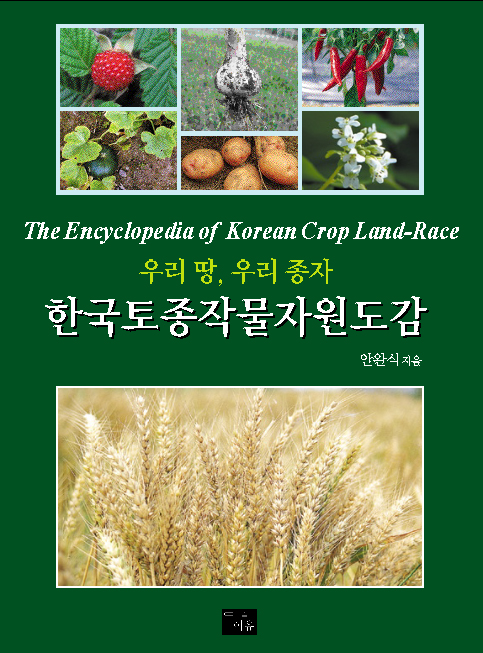 The Encyclopedia of Korean Crop Land-Race
우리 땅, 우리 종자
한국토종작물자원도감
안완식 지음
이유